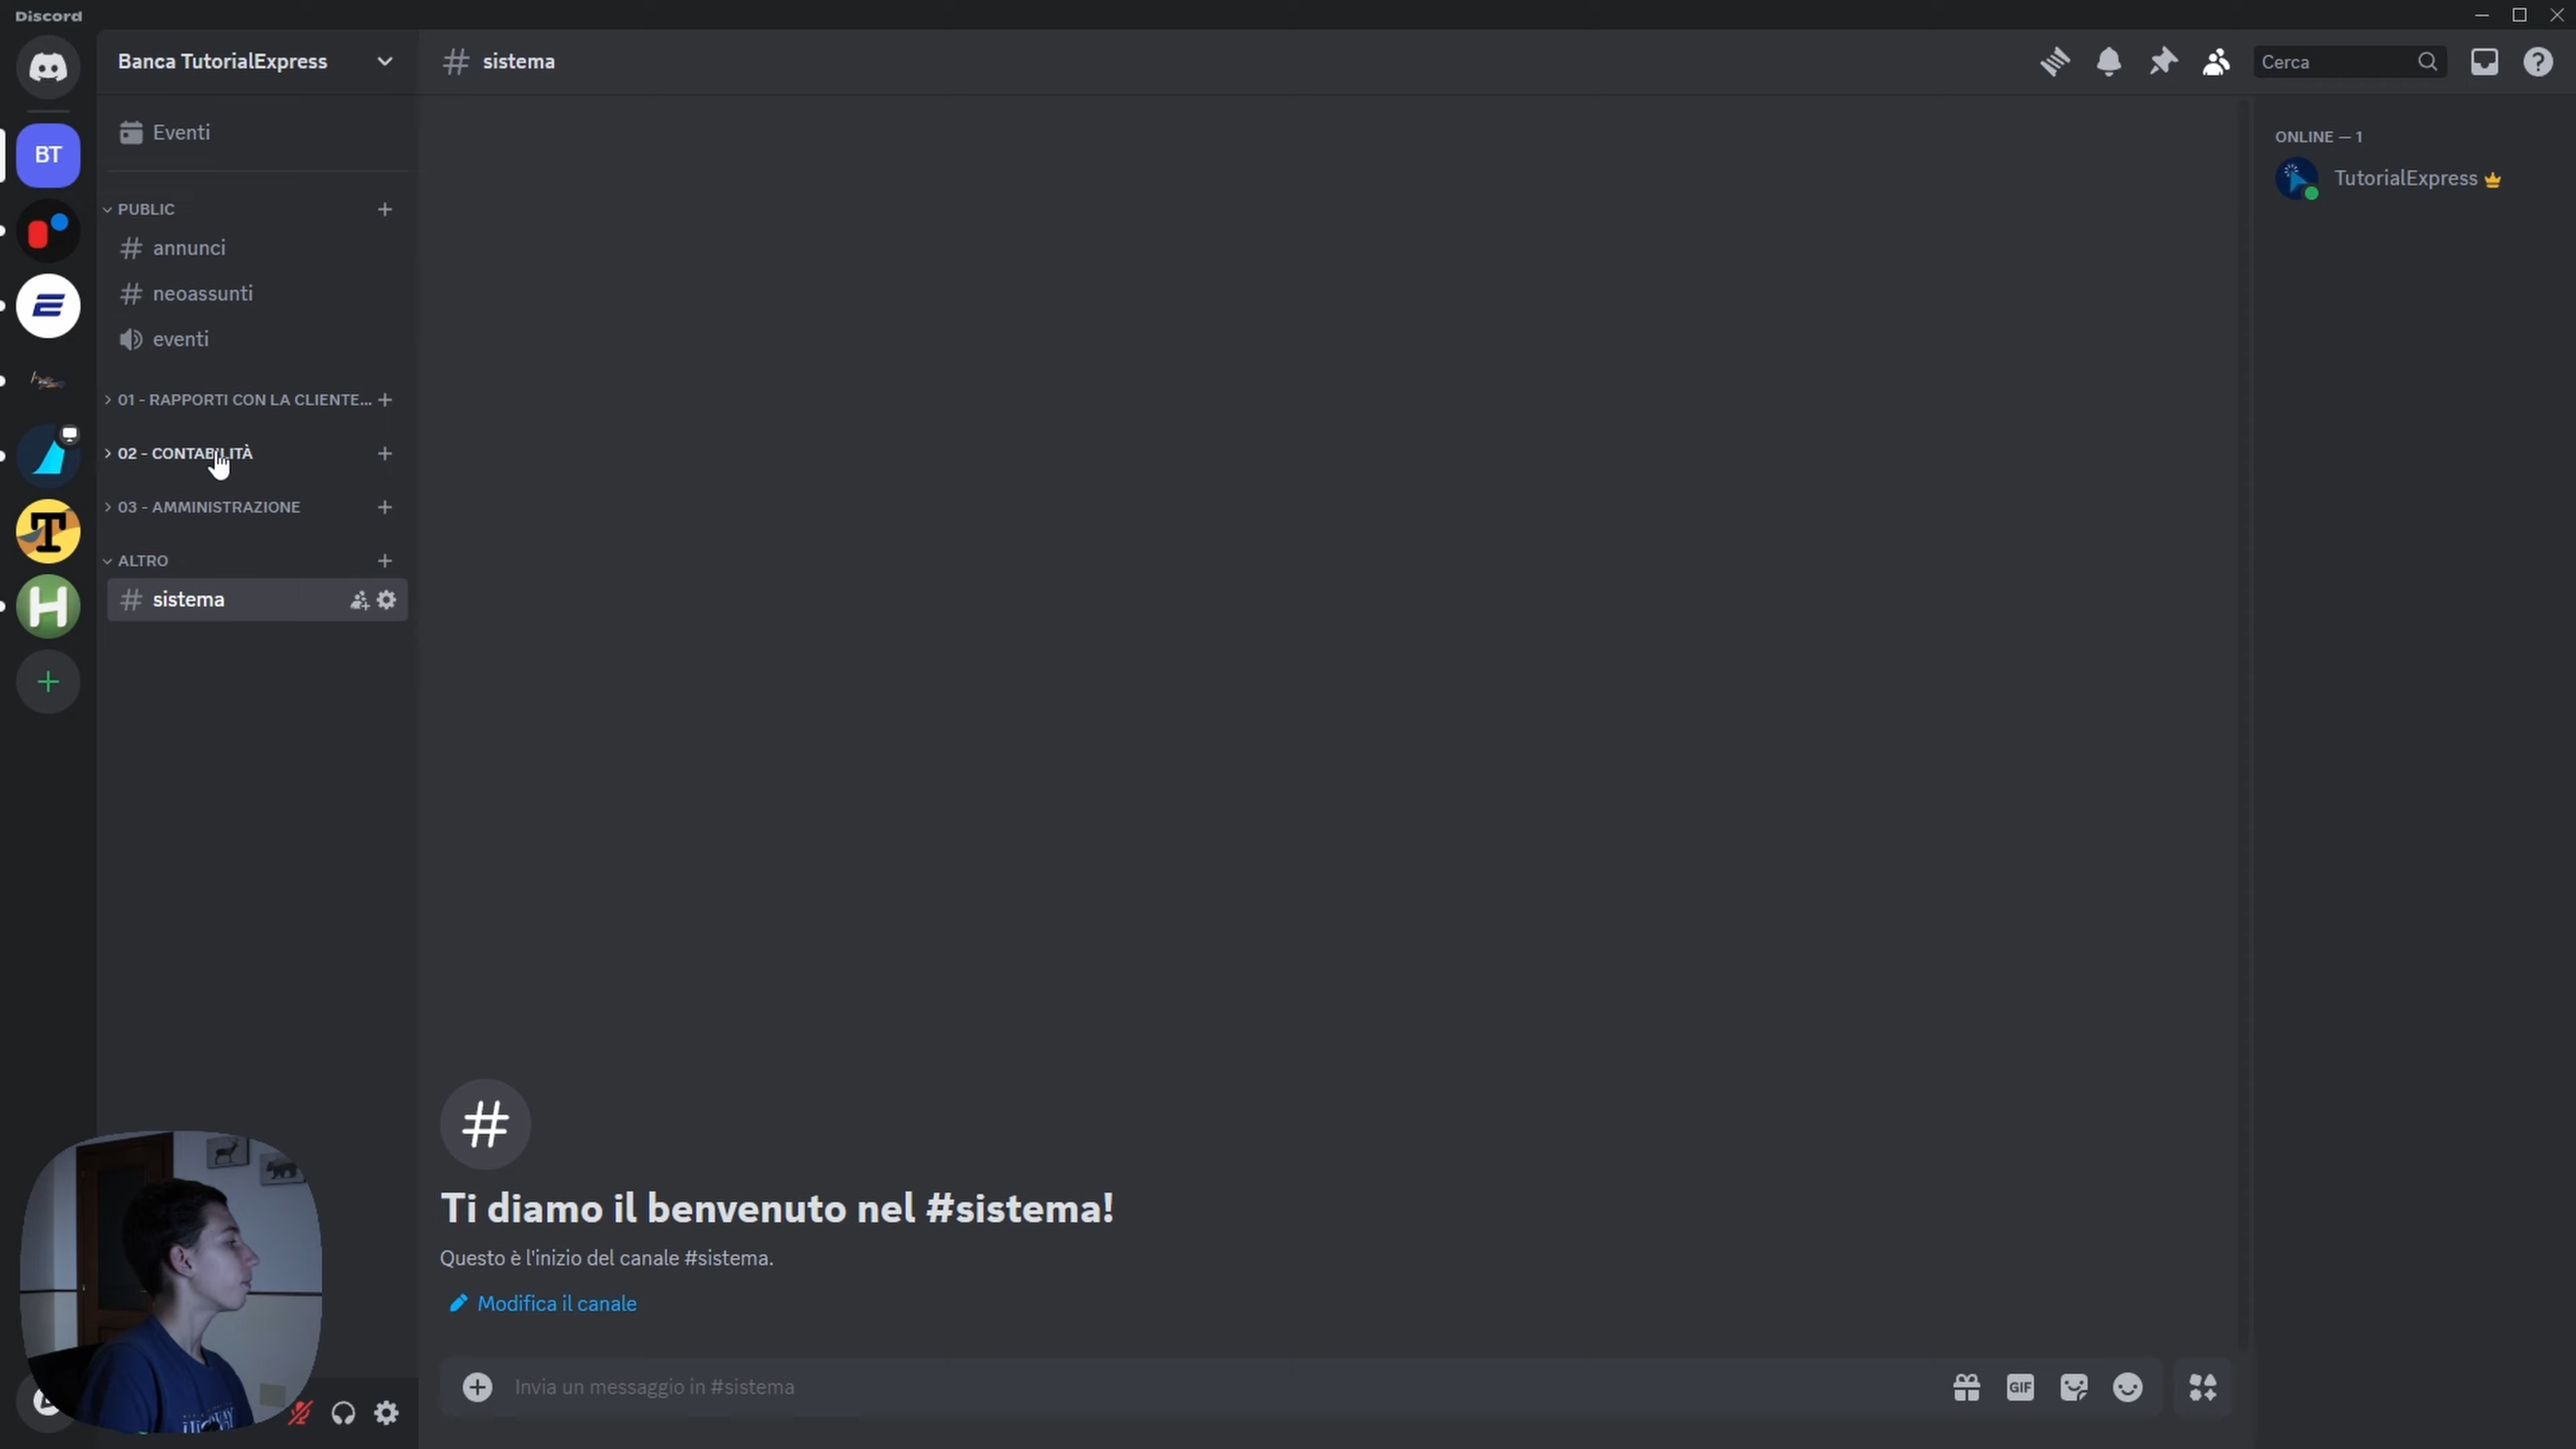 Discord
Banca TutorialExpress
sistema
Cerca
Eventi
ONLINE — 1
BT
TutorialExpress
PUBLIC
annunci
neoassunti
eventi
01 - RAPPORTI CON LA CLIENTE...
02 - CONTABILITÀ
03 - AMMINISTRAZIONE
T
ALTRO
sistema
H
Ti diamo il benvenuto nel #sistema!
Questo è l'inizio del canale #sistema.
Modifica il canale
Invia un messaggio in #sistema
GIF